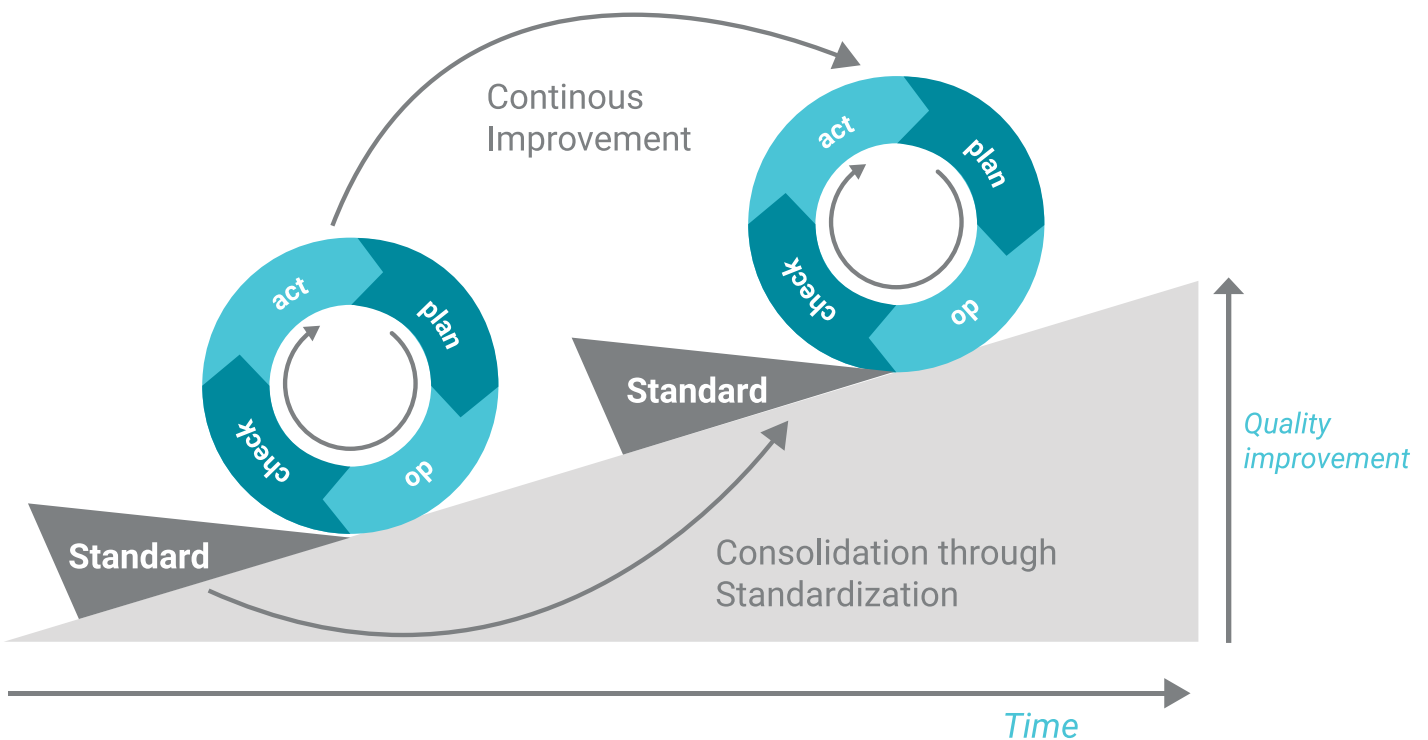 Continous
Improvement
act
plan
do
check
act
plan
do
check
Standard
Standard
Quality
improvement
Consolidation through
Standardization
Time